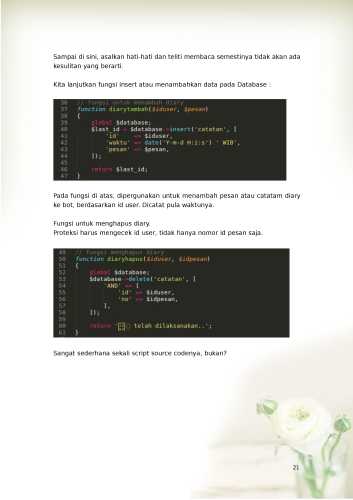 Sampai di sini, asalkan hati-hati dan teliti membaca semestinya tidak akan ada
kesulitan yang berarti.
Kita lanjutkan fungsi insert atau menambahkan data pada Database :
36 // fungsi untuk menambah diary
37 function diarytambah($iduser, $pesan)
38 {
39 global $database;
40 $last_id = $database->insert('catatan', [
41 'id' => $iduser,
42 'waktu' => date('Y-m-d H:i:s') . ' WIB',
43 'pesan' => $pesan,
44 ]);
45
46 return $last_id;
47 }
Pada fungsi di atas, dipergunakan untuk menambah pesan atau catatam diary
ke bot, berdasarkan id user. Dicatat pula waktunya.
Fungsi untuk menghapus diary.
Proteksi harus mengecek id user, tidak hanya nomor id pesan saja.
49 // fungsi menghapus diary
50 function diaryhapus($iduser, $idpesan)
51 {
52 global $database;
53 $database->delete('catatan', [
54 'AND' => [
55 'id' => $iduser,
56 'no' => $idpesan,
57 ],
58 ]);
59
60 return ' telah dilaksanakan..';
61 }
Sangat sederhana sekali script source codenya, bukan?
21